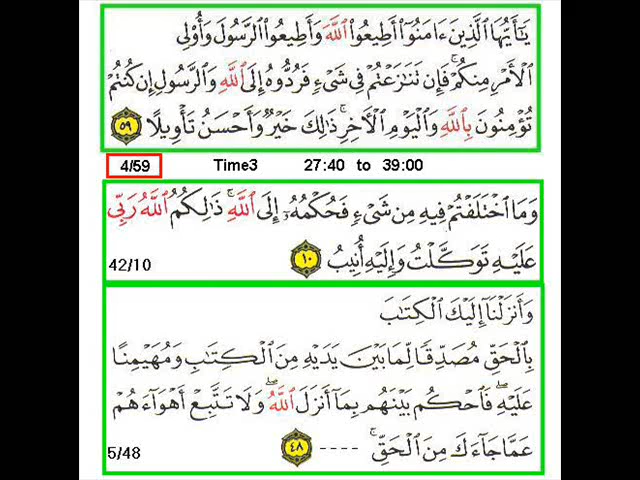 يَـٰٓأَيُّهَا ٱلَّذِينَ ءَامَنُوٓا۟ أَطِيعُوا۟ ٱللَّهَ وَأَطِيعُوا۟ ٱلرَّسُولَ وَأُو۟لِى
ٱلْأَمْرِ مِنكُمْ ۖ فَإِن تَنَـٰزَعْتُمْ فِى شَىْءٍ فَرُدُّوهُ إِلَى ٱللَّهِ وَٱلرَّسُولِ إِن كُنتُمْ
تُؤْمِنُونَ بِٱللَّهِ وَٱلْيَوْمِ ٱلْـَٔاخِرِ ۚ ذَٰلِكَ خَيْرٌ وَأَحْسَنُ تَأْوِيلًا ٥٩
4/59 Time3 27:40 to 39:00
وَمَا ٱخْتَلَفْتُمْ فِيهِ مِن شَىْءٍ فَحُكْمُهُۥٓ إِلَى ٱللَّهِ ۚ ذَٰلِكُمُ ٱللَّهُ رَبِّى
عَلَيْهِ تَوَكَّلْتُ وَإِلَيْهِ أُنِيبُ ١٠
42/10
وَأَنزَلْنَآ إِلَيْكَ ٱلْكِتَـٰبَ
بِٱلْحَقِّ مُصَدِّقًا لِّمَا بَيْنَ يَدَيْهِ مِنَ ٱلْكِتَـٰبِ وَمُهَيْمِنًا
عَلَيْهِ ۖ فَٱحْكُم بَيْنَهُم بِمَآ أَنزَلَ ٱللَّهُ ۖ وَلَا تَتَّبِعْ أَهْوَآءَهُمْ
عَمَّا جَآءَكَ مِنَ ٱلْحَقِّ ۚ ---- ٤٨
5/48